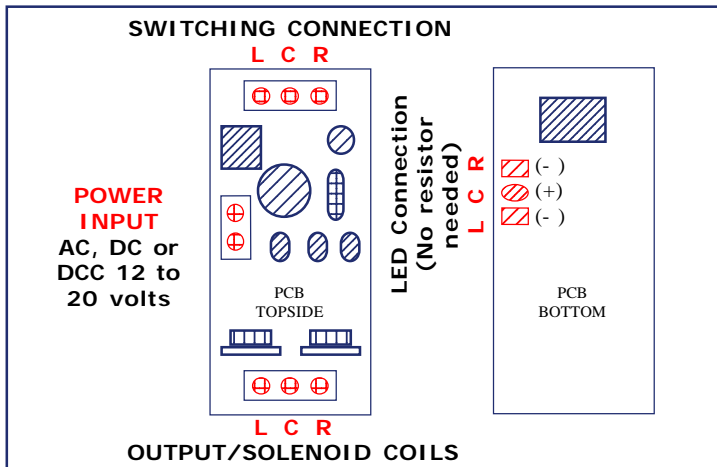 SWITCHING CONNECTION
L C R
POWER
INPUT
AC, DC or
DCC 12 to
20 volts
PCB
TOPSIDE
L C R
OUTPUT/SOLENOID COILS
LED Connection
(No resistor
needed)
L C R
(- )
(+)
(- )
PCB
BOTTOM